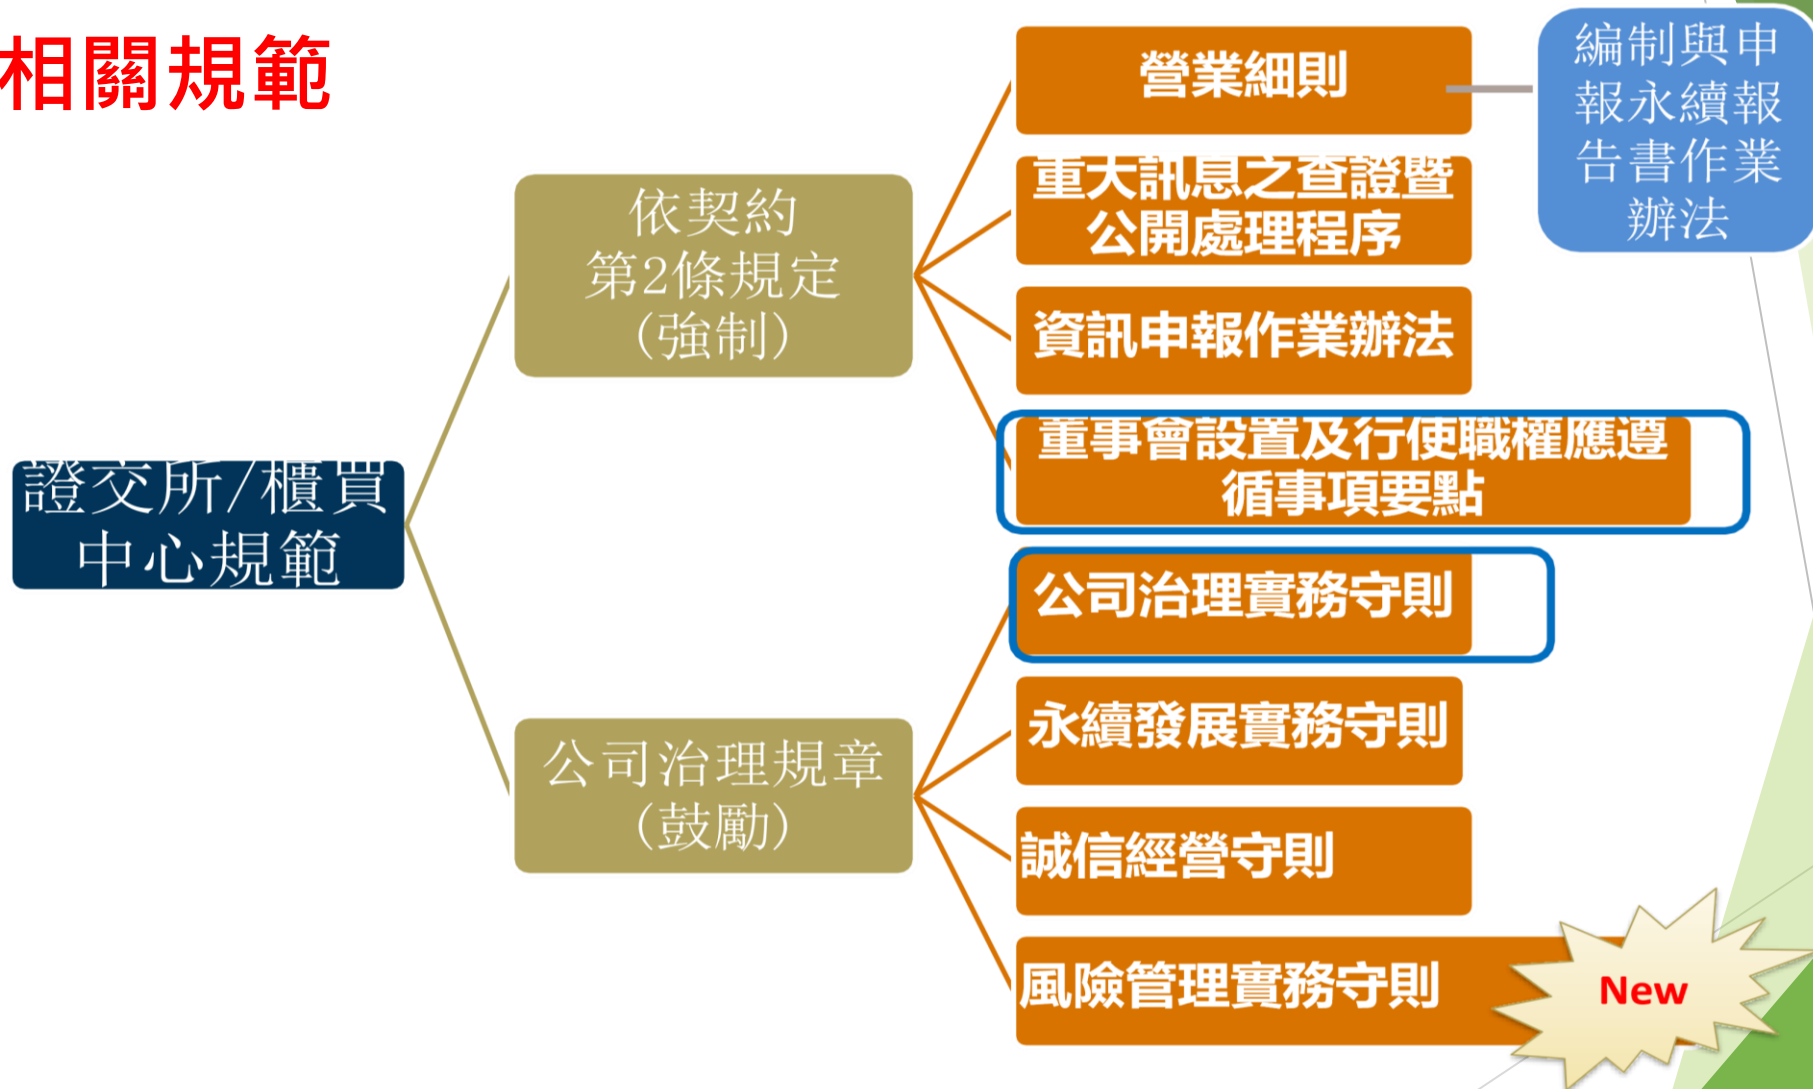 相關規範
證交所/櫃買
中心規範
依契約
第2條規定
(強制)
營業細則
編制與申
報永續報
告書作業
辦法
重大訊息之查證暨
公開處理程序
資訊申報作業辦法
董事會設置及行使職權應遵
循事項要點
公司治理規章
(鼓勵)
公司治理實務守則
永續發展實務守則
誠信經營守則
風險管理實務守則
New